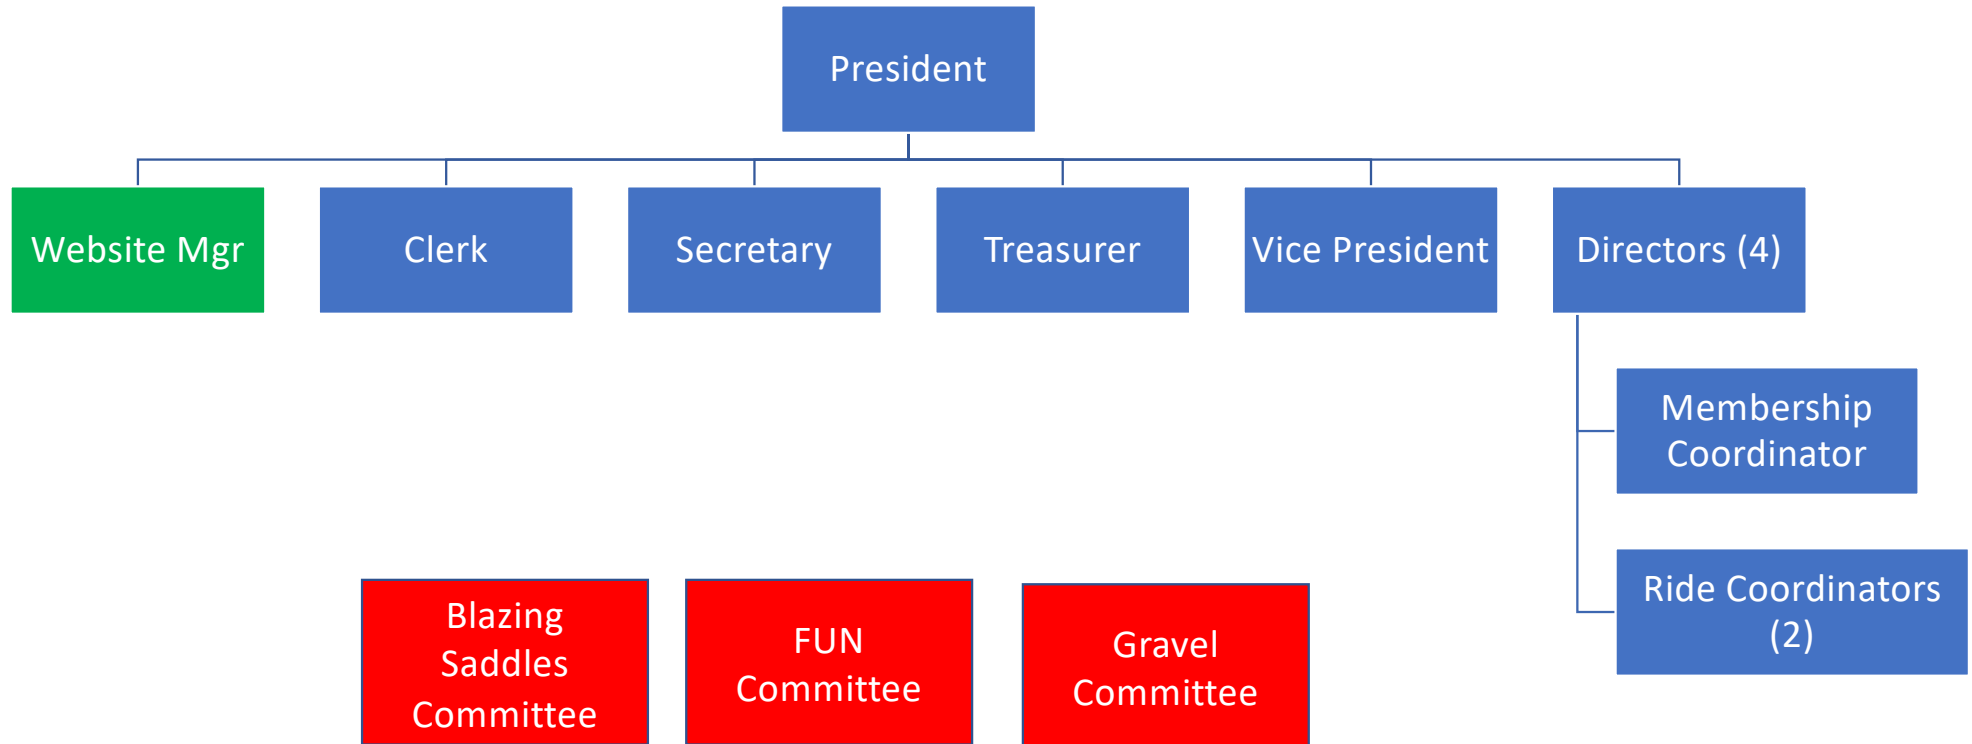 President
Website Mgr
Clerk
Secretary
Treasurer
Vice President
Directors (4)
Membership
Coordinator
Ride Coordinators
(2)
Blazing
Saddles
Committee
FUN
Committee
Gravel
Committee